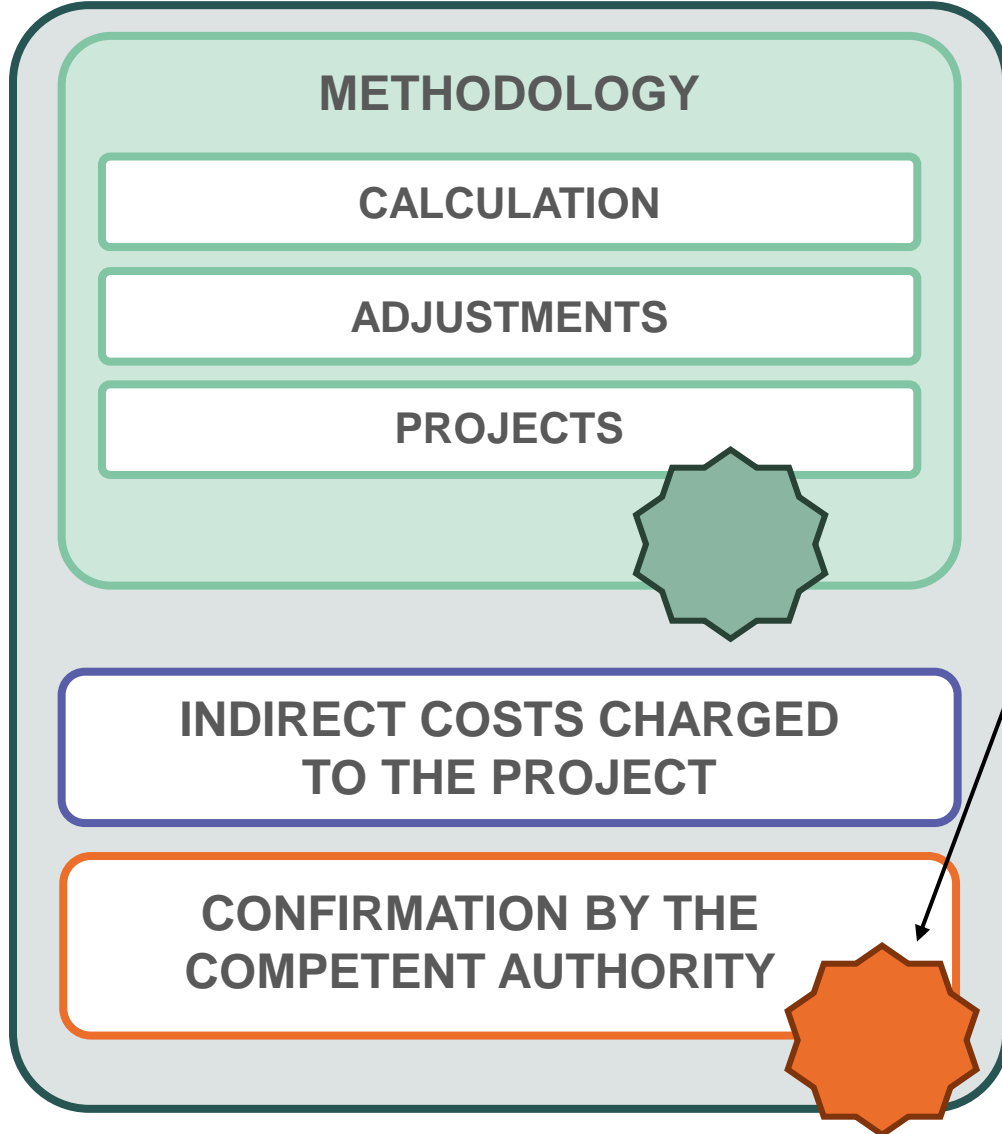 METHODOLOGY
CALCULATION
ADJUSTMENTS
PROJECTS
INDIRECT COSTS CHARGED
TO THE PROJECT
CONFIRMATION BY THE
COMPETENT AUTHORITY